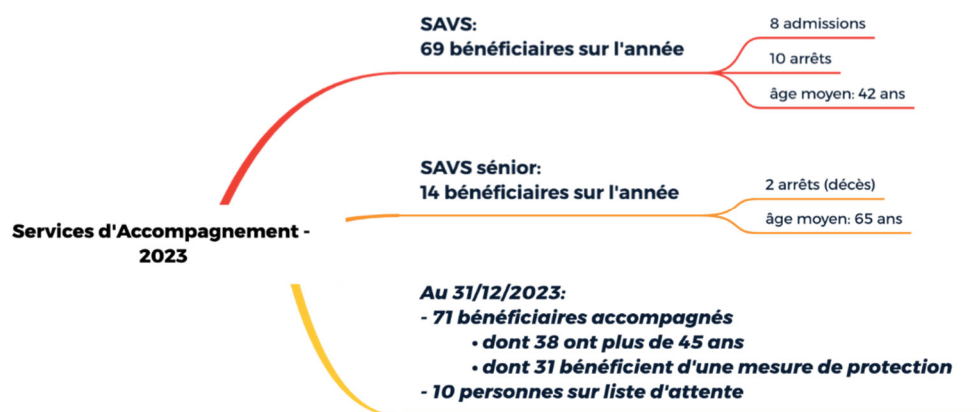 SAVS:
69 bénéficiaires sur l'année
8 admissions
10 arrêts
âge moyen: 42 ans
SAVS sénior:
14 bénéficiaires sur l'année
2 arrêts (décès)
âge moyen: 65 ans
Services d'Accompagnement -
2023
Au 31/12/2023:
- 71 bénéficiaires accompagnés
• dont 38 ont plus de 45 ans
• dont 31 bénéficient d'une mesure de protection
- 10 personnes sur liste d'attente